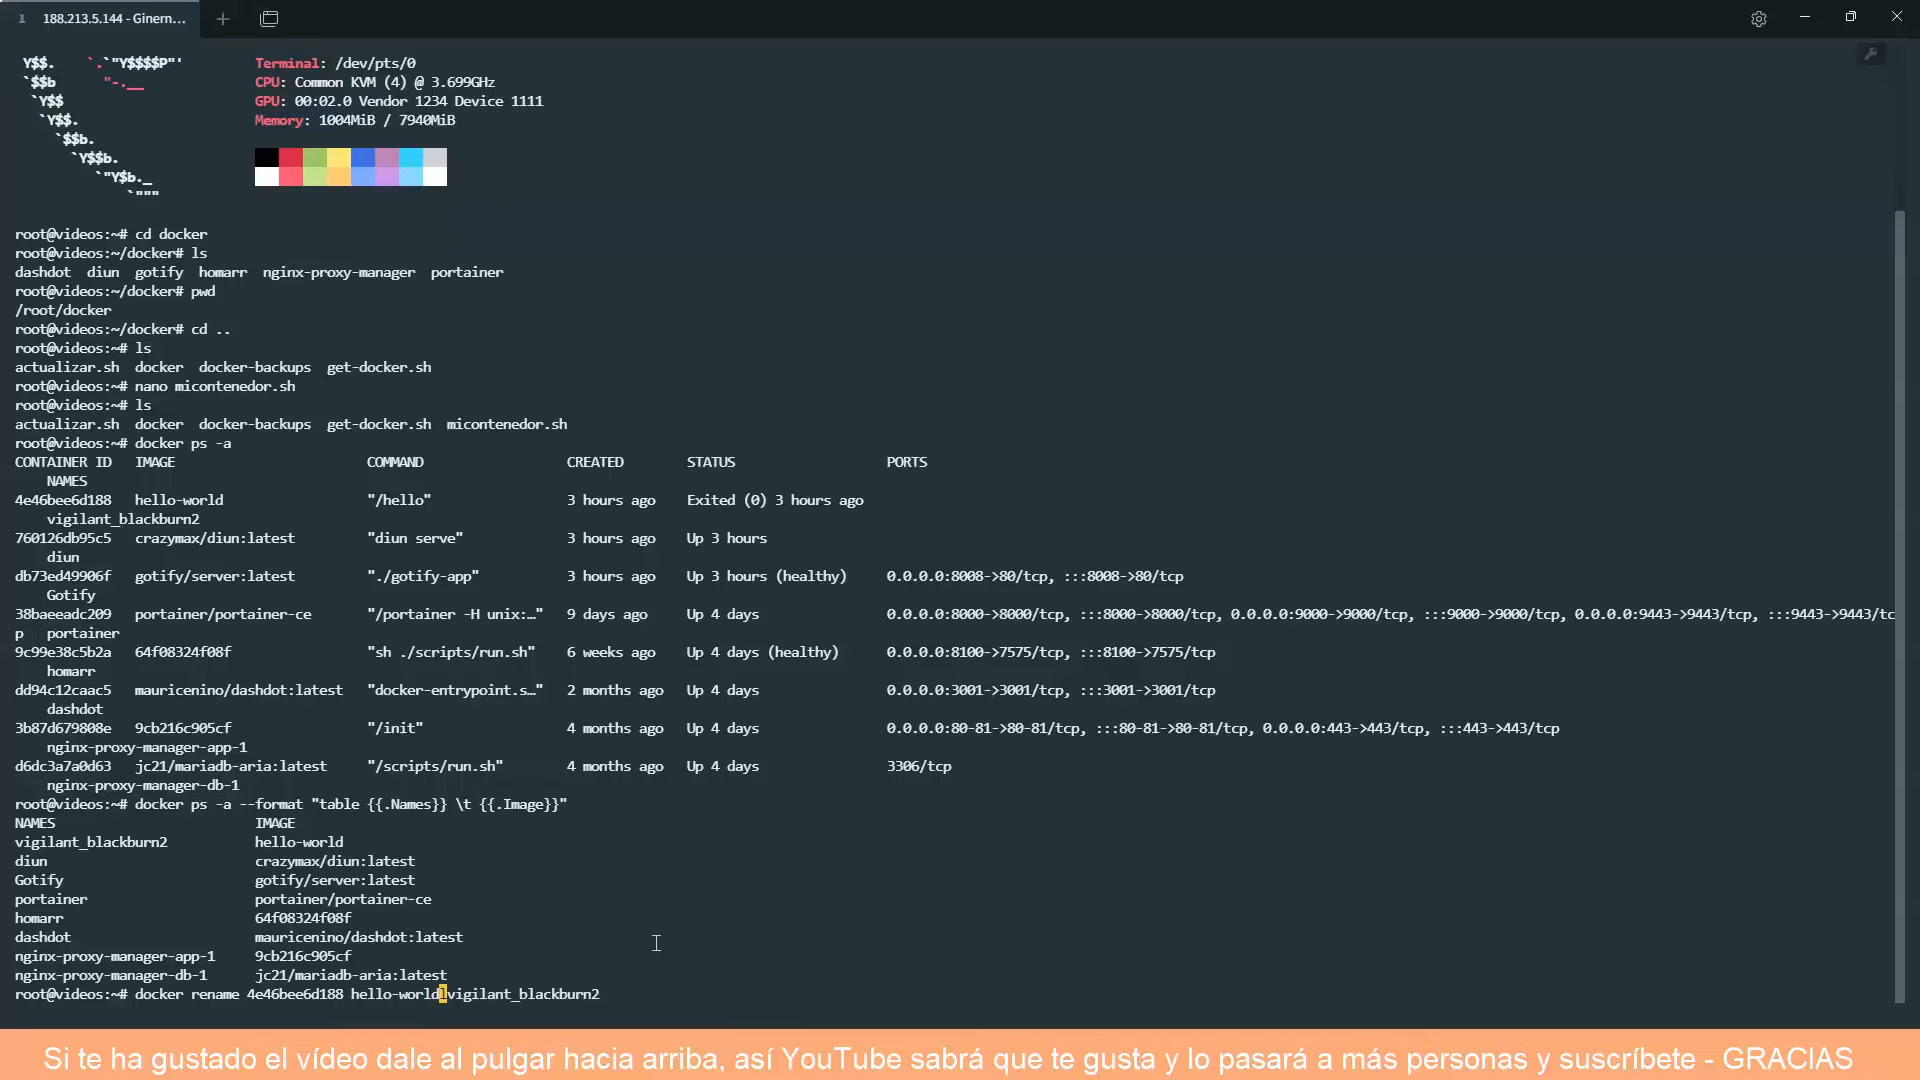 1 188.213.5.144 - Ginern...
Y$$. `.`"Y$$$$P"' Terminal: /dev/pts/0
`$$b "-.__ CPU: Common KVM (4) @ 3.699GHz
`Y$$ GPU: 00:02.0 Vendor 1234 Device 1111
`Y$$. Memory: 1004MiB / 7940MiB
`$$b.
`Y$$b.
`"Y$b._
`"""
root@videos:~# cd docker
root@videos:~/docker# ls
dashdot diun gotify homarr nginx-proxy-manager portainer
root@videos:~/docker# pwd
/root/docker
root@videos:~/docker# cd ..
root@videos:~# ls
actualizar.sh docker docker-backups get-docker.sh
root@videos:~# nano micontenedor.sh
root@videos:~# ls
actualizar.sh docker docker-backups get-docker.sh micontenedor.sh
root@videos:~# docker ps -a
CONTAINER ID IMAGE COMMAND CREATED STATUS PORTS
NAMES
4e46bee6d188 hello-world "/hello" 3 hours ago Exited (0) 3 hours ago
vigilant_blackburn2
760126db95c5 crazymax/diun:latest "diun serve" 3 hours ago Up 3 hours
diun
db73ed49906f gotify/server:latest "./gotify-app" 3 hours ago Up 3 hours (healthy) 0.0.0.0:8008->80/tcp, :::8008->80/tcp
Gotify
38baeeadc209 portainer/portainer-ce "/portainer -H unix:…" 9 days ago Up 4 days 0.0.0.0:8000->8000/tcp, :::8000->8000/tcp, 0.0.0.0:9000->9000/tcp, :::9000->9000/tcp, 0.0.0.0:9443->9443/tcp, :::9443->9443/tc
p portainer
9c99e38c5b2a 64f08324f08f "sh ./scripts/run.sh" 6 weeks ago Up 4 days (healthy) 0.0.0.0:8100->7575/tcp, :::8100->7575/tcp
homarr
dd94c12caac5 mauricenino/dashdot:latest "docker-entrypoint.s…" 2 months ago Up 4 days 0.0.0.0:3001->3001/tcp, :::3001->3001/tcp
dashdot
3b87d679808e 9cb216c905cf "/init" 4 months ago Up 4 days 0.0.0.0:80-81->80-81/tcp, :::80-81->80-81/tcp, 0.0.0.0:443->443/tcp, :::443->443/tcp
nginx-proxy-manager-app-1
d6dc3a7a0d63 jc21/mariadb-aria:latest "/scripts/run.sh" 4 months ago Up 4 days 3306/tcp
nginx-proxy-manager-db-1
root@videos:~# docker ps -a --format "table {{.Names}} \t {{.Image}}"
NAMES IMAGE
vigilant_blackburn2 hello-world
diun crazymax/diun:latest
Gotify gotify/server:latest
portainer portainer/portainer-ce
homarr 64f08324f08f
dashdot mauricenino/dashdot:latest
nginx-proxy-manager-app-1 9cb216c905cf
nginx-proxy-manager-db-1 jc21/mariadb-aria:latest
root@videos:~# docker rename 4e46bee6d188 hello-world1vigilant_blackburn2
Si te ha gustado el vídeo dale al pulgar hacia arriba, así YouTube sabrá que te gusta y lo pasará a más personas y suscríbete - GRACIAS